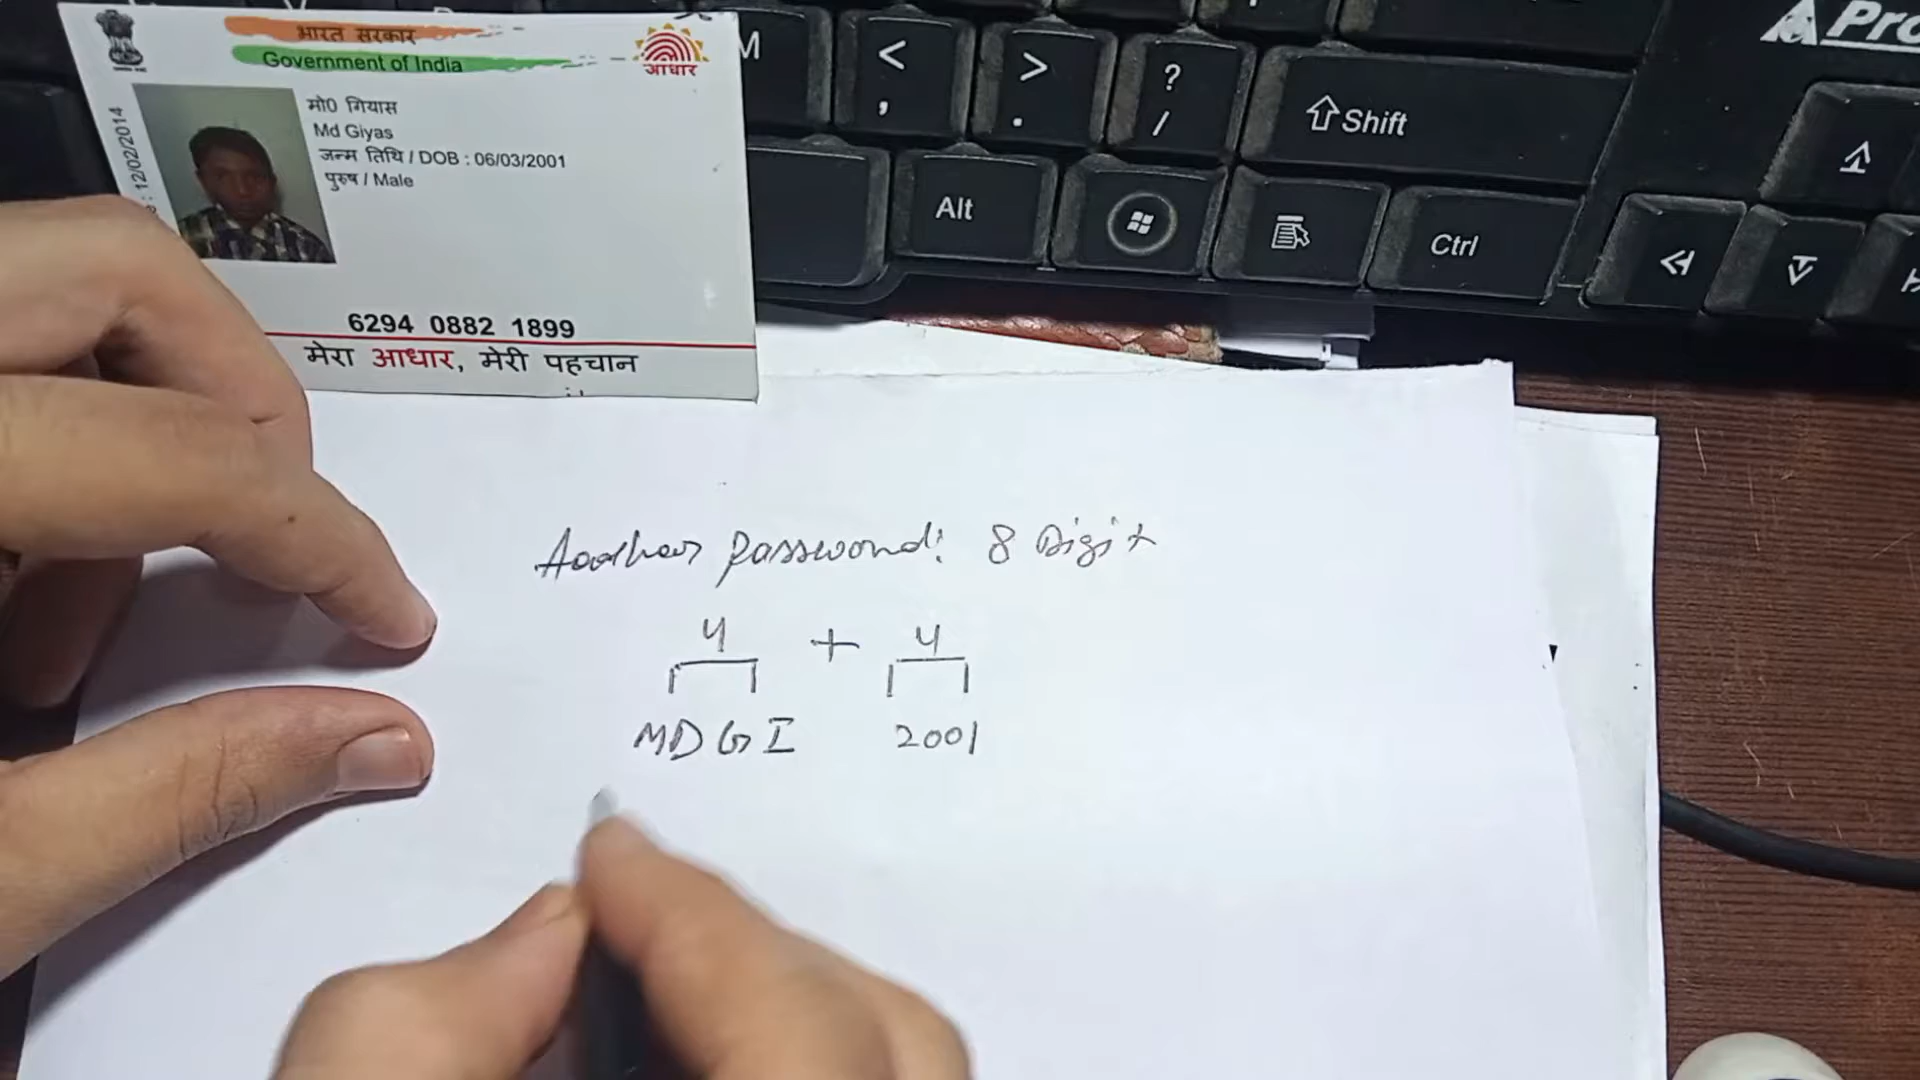 भारत सरकार
Government of India
आधार
मो0 गियास
Md Giyas
जन्म तिथि / DOB : 06/03/2001
पुरुष / Male
: 12/02/2014
6294 0882 1899
मेरा आधार, मेरी पहचान
M
< ,
> .
? /
Shift
Alt
Ctrl
Pro
Aadhar password: 8 Digit
4 + 4
MDGI 2001